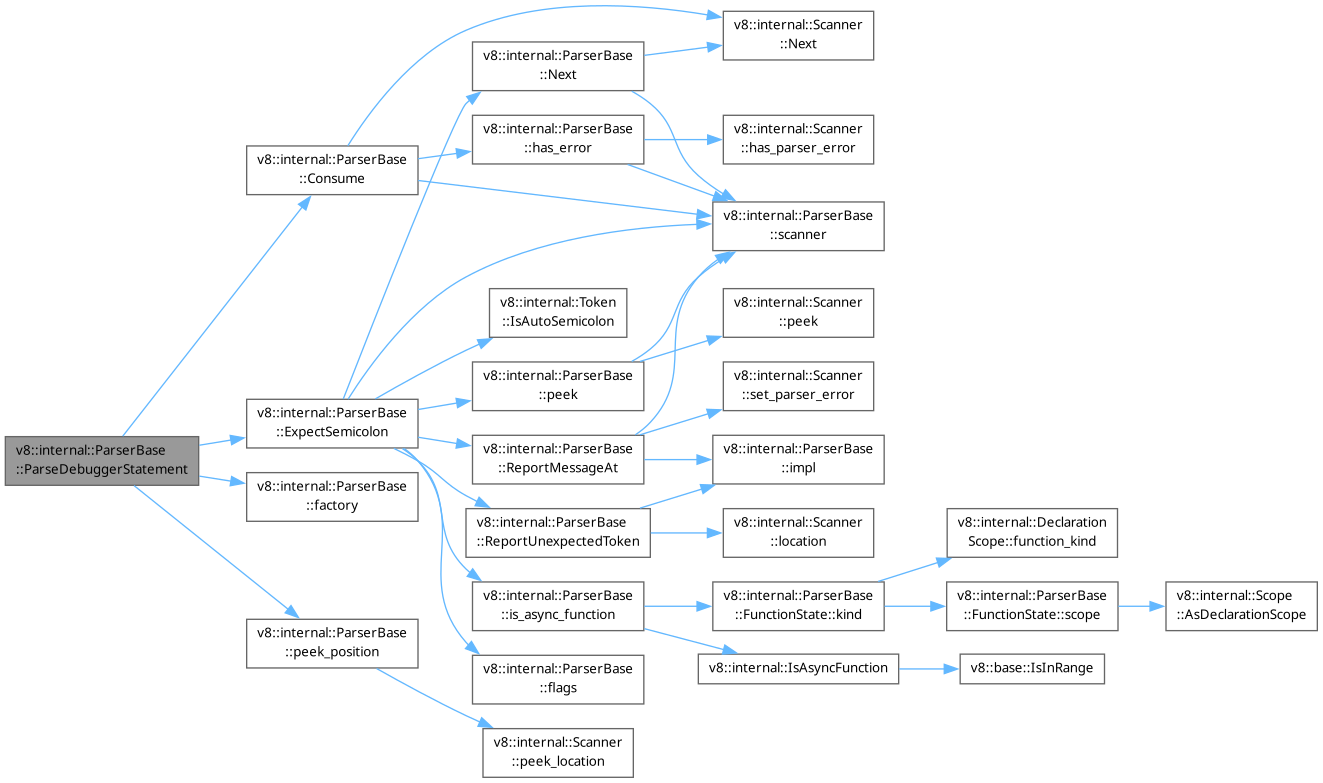 v8::internal::ParserBase
::ParseDebuggerStatement
v8::internal::ParserBase
::Consume
v8::internal::ParserBase
::ExpectSemicolon
v8::internal::ParserBase
::factory
v8::internal::ParserBase
::peek_position
v8::internal::ParserBase
::Next
v8::internal::ParserBase
::has_error
v8::internal::Token
::IsAutoSemicolon
v8::internal::ParserBase
::peek
v8::internal::ParserBase
::ReportMessageAt
v8::internal::ParserBase
::ReportUnexpectedToken
v8::internal::ParserBase
::is_async_function
v8::internal::ParserBase
::flags
v8::internal::Scanner
::peek_location
v8::internal::Scanner
::Next
v8::internal::Scanner
::has_parser_error
v8::internal::ParserBase
::scanner
v8::internal::Scanner
::peek
v8::internal::Scanner
::set_parser_error
v8::internal::ParserBase
::impl
v8::internal::Scanner
::location
v8::internal::ParserBase
::FunctionState::kind
v8::internal::IsAsyncFunction
v8::internal::Declaration
Scope::function_kind
v8::internal::ParserBase
::FunctionState::scope
v8::base::IsInRange
v8::internal::Scope
::AsDeclarationScope